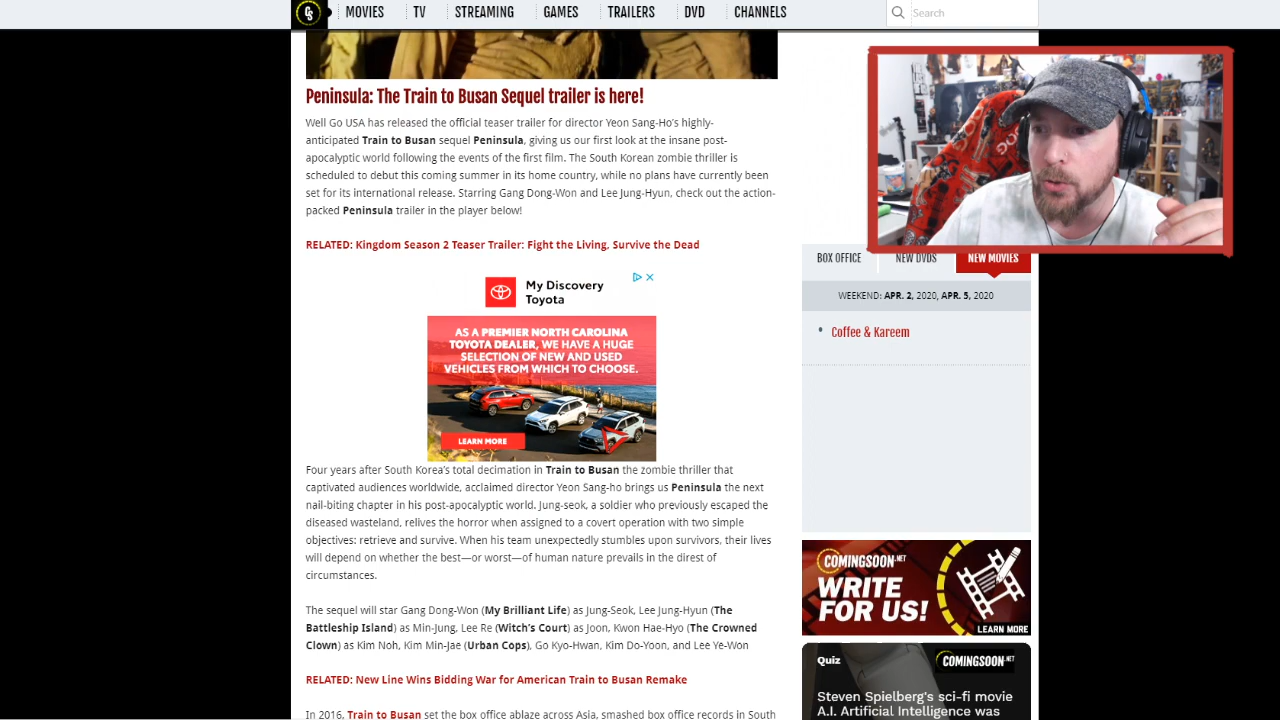 CS
MOVIES
TV
STREAMING
GAMES
TRAILERS
DVD
CHANNELS
Search
Peninsula: The Train to Busan Sequel trailer is here!
Well Go USA has released the official teaser trailer for director Yeon Sang-Ho's highly-
anticipated Train to Busan sequel Peninsula, giving us our first look at the insane post-
apocalyptic world following the events of the first film. The South Korean zombie thriller is
scheduled to debut this coming summer in its home country, while no plans have currently been
set for its international release. Starring Gang Dong-Won and Lee Jung-Hyun, check out the action-
packed Peninsula trailer in the player below!
RELATED: Kingdom Season 2 Teaser Trailer: Fight the Living, Survive the Dead
My Discovery
Toyota
AS A PREMIER NORTH CAROLINA
TOYOTA DEALER, WE HAVE A HUGE
SELECTION OF NEW AND USED
VEHICLES FROM WHICH TO CHOOSE.
LEARN MORE
Four years after South Korea's total decimation in Train to Busan the zombie thriller that
captivated audiences worldwide, acclaimed director Yeon Sang-ho brings us Peninsula the next
nail-biting chapter in his post-apocalyptic world. Jung-seok, a soldier who previously escaped the
diseased wasteland, relives the horror when assigned to a covert operation with two simple
objectives: retrieve and survive. When his team unexpectedly stumbles upon survivors, their lives
will depend on whether the best—or worst—of human nature prevails in the direst of
circumstances.
The sequel will star Gang Dong-Won (My Brilliant Life) as Jung-Seok, Lee Jung-Hyun (The
Battleship Island) as Min-Jung, Lee Re (Witch's Court) as Joon, Kwon Hae-Hyo (The Crowned
Clown) as Kim Noh, Kim Min-Jae (Urban Cops), Go Kyo-Hwan, Kim Do-Yoon, and Lee Ye-Won
RELATED: New Line Wins Bidding War for American Train to Busan Remake
In 2016, Train to Busan set the box office ablaze across Asia, smashed box office records in South
BOX OFFICE
NEW DVDS
NEW MOVIES
WEEKEND: APR. 2, 2020, APR. 5, 2020
Coffee & Kareem
COMINGSOON.NET
WRITE
FOR US!
LEARN MORE
Quiz
COMINGSOON.NET
Steven Spielberg's sci-fi movie
A.I. Artificial Intelligence was